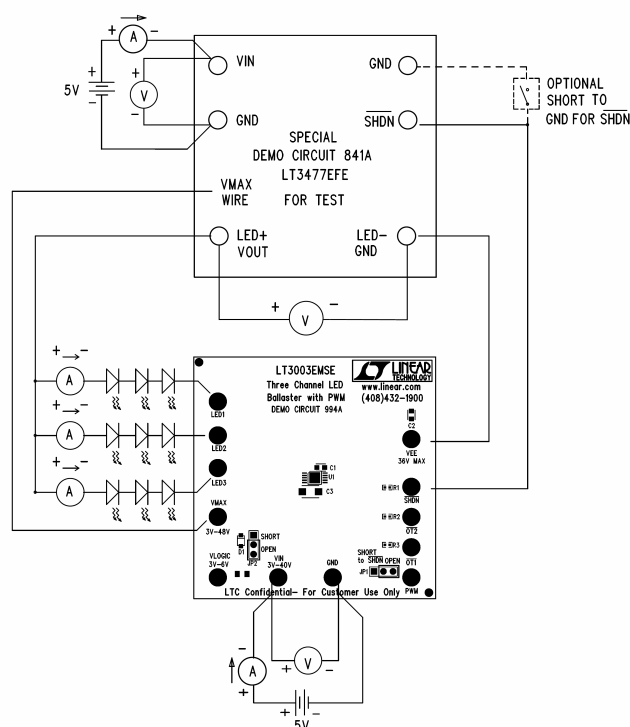 A
+
-
VIN
GND
5V
+
-
+
V
-
GND
SHDN
OPTIONAL
SHORT TO
GND FOR SHDN
SPECIAL
DEMO CIRCUIT 841A
LT3477EFE
FOR TEST
VMAX
WIRE
LED+
VOUT
LED-
GND
+
V
-
+
-
A
+
-
A
+
-
A
LT3003EMSE
Three Channel LED
Ballaster with PWM
DEMO CIRCUIT 994A
LT LINEAR
TECHNOLOGY
www.linear.com
(408)432-1900
LED1
LED2
LED3
C2
VEE
36V MAX
C1
U1
C3
R1
SHDN
R2
OT2
R3
OT1
VMAX
3V-48V
D1
SHORT
OPEN
JP2
VLOGIC
3V-6V
VIN
3V-40V
GND
SHORT
to SHDN
OPEN
JP1
PWM
LTC Confidential- For Customer Use Only
-
A
+
+
V
-
+
-
5V